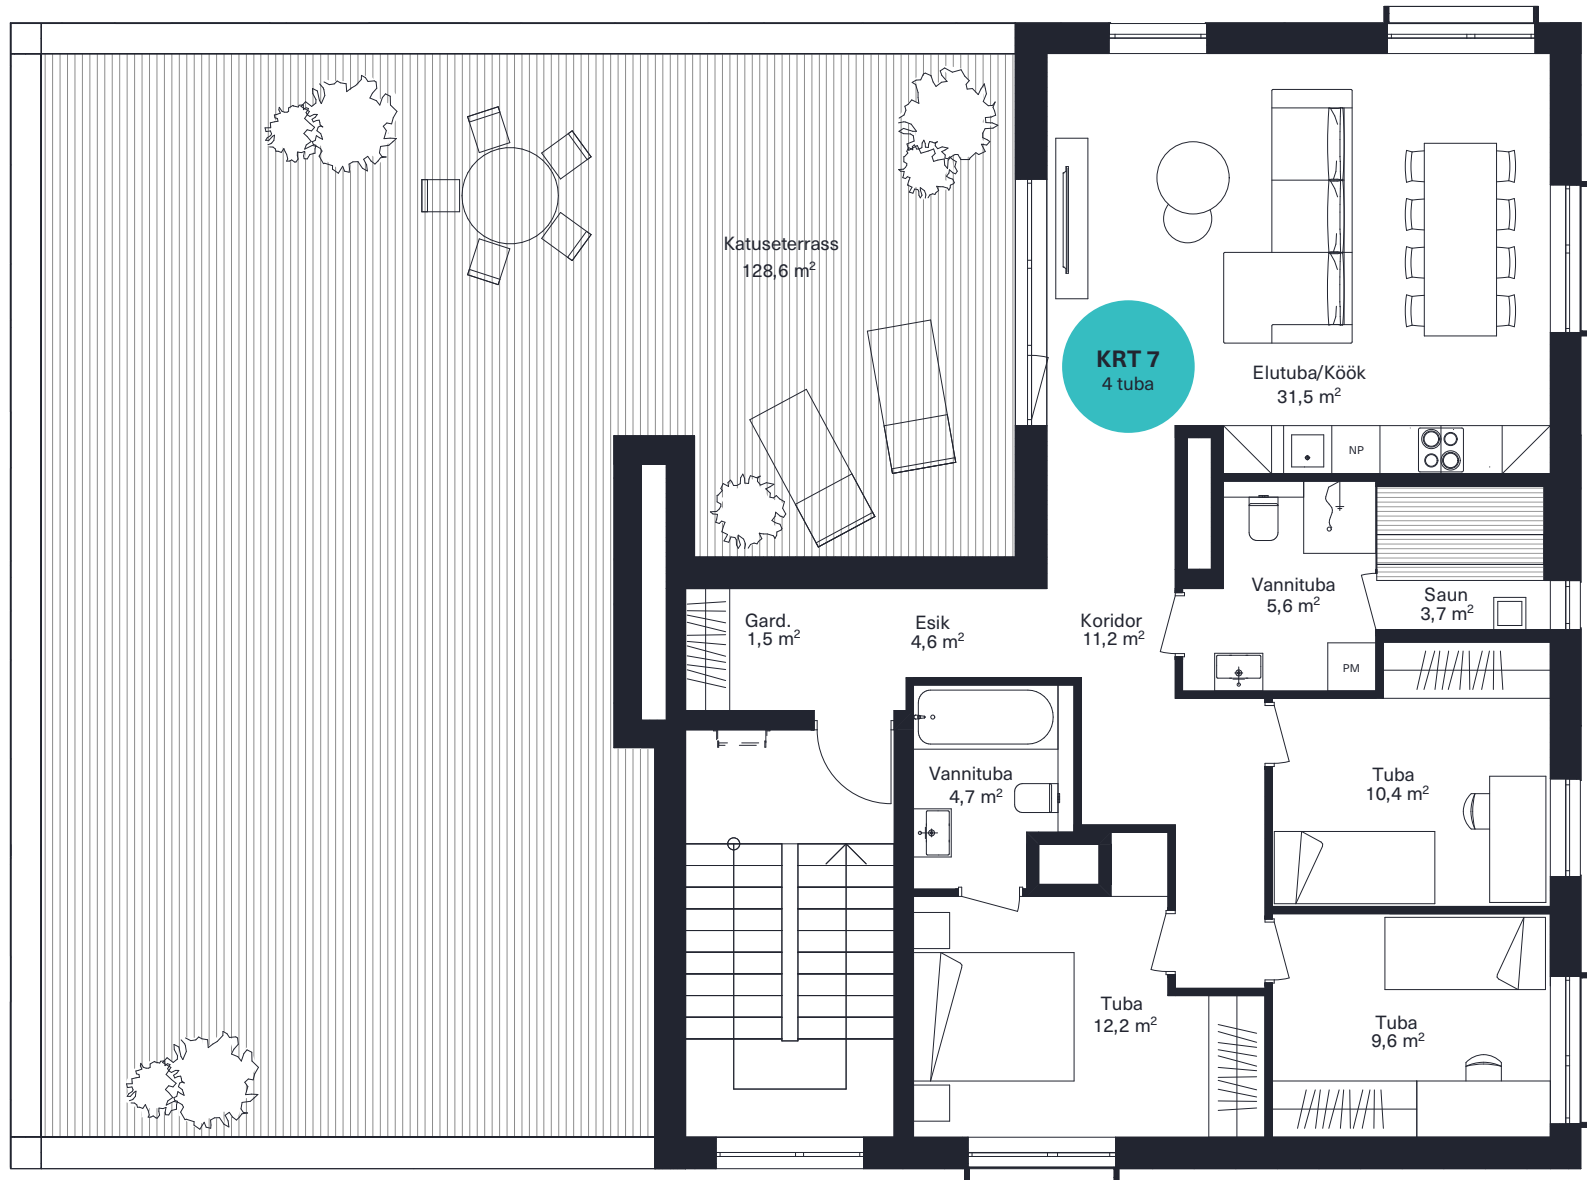 Katuseterrass
128,6 m²
KRT 7
4 tuba
Elutuba/Köök
31,5 m²
NP
Vannituba
5,6 m²
Saun
3,7 m²
Gard.
1,5 m²
Esik
4,6 m²
Koridor
11,2 m²
PM
Vannituba
4,7 m²
Tuba
10,4 m²
Tuba
12,2 m²
Tuba
9,6 m²